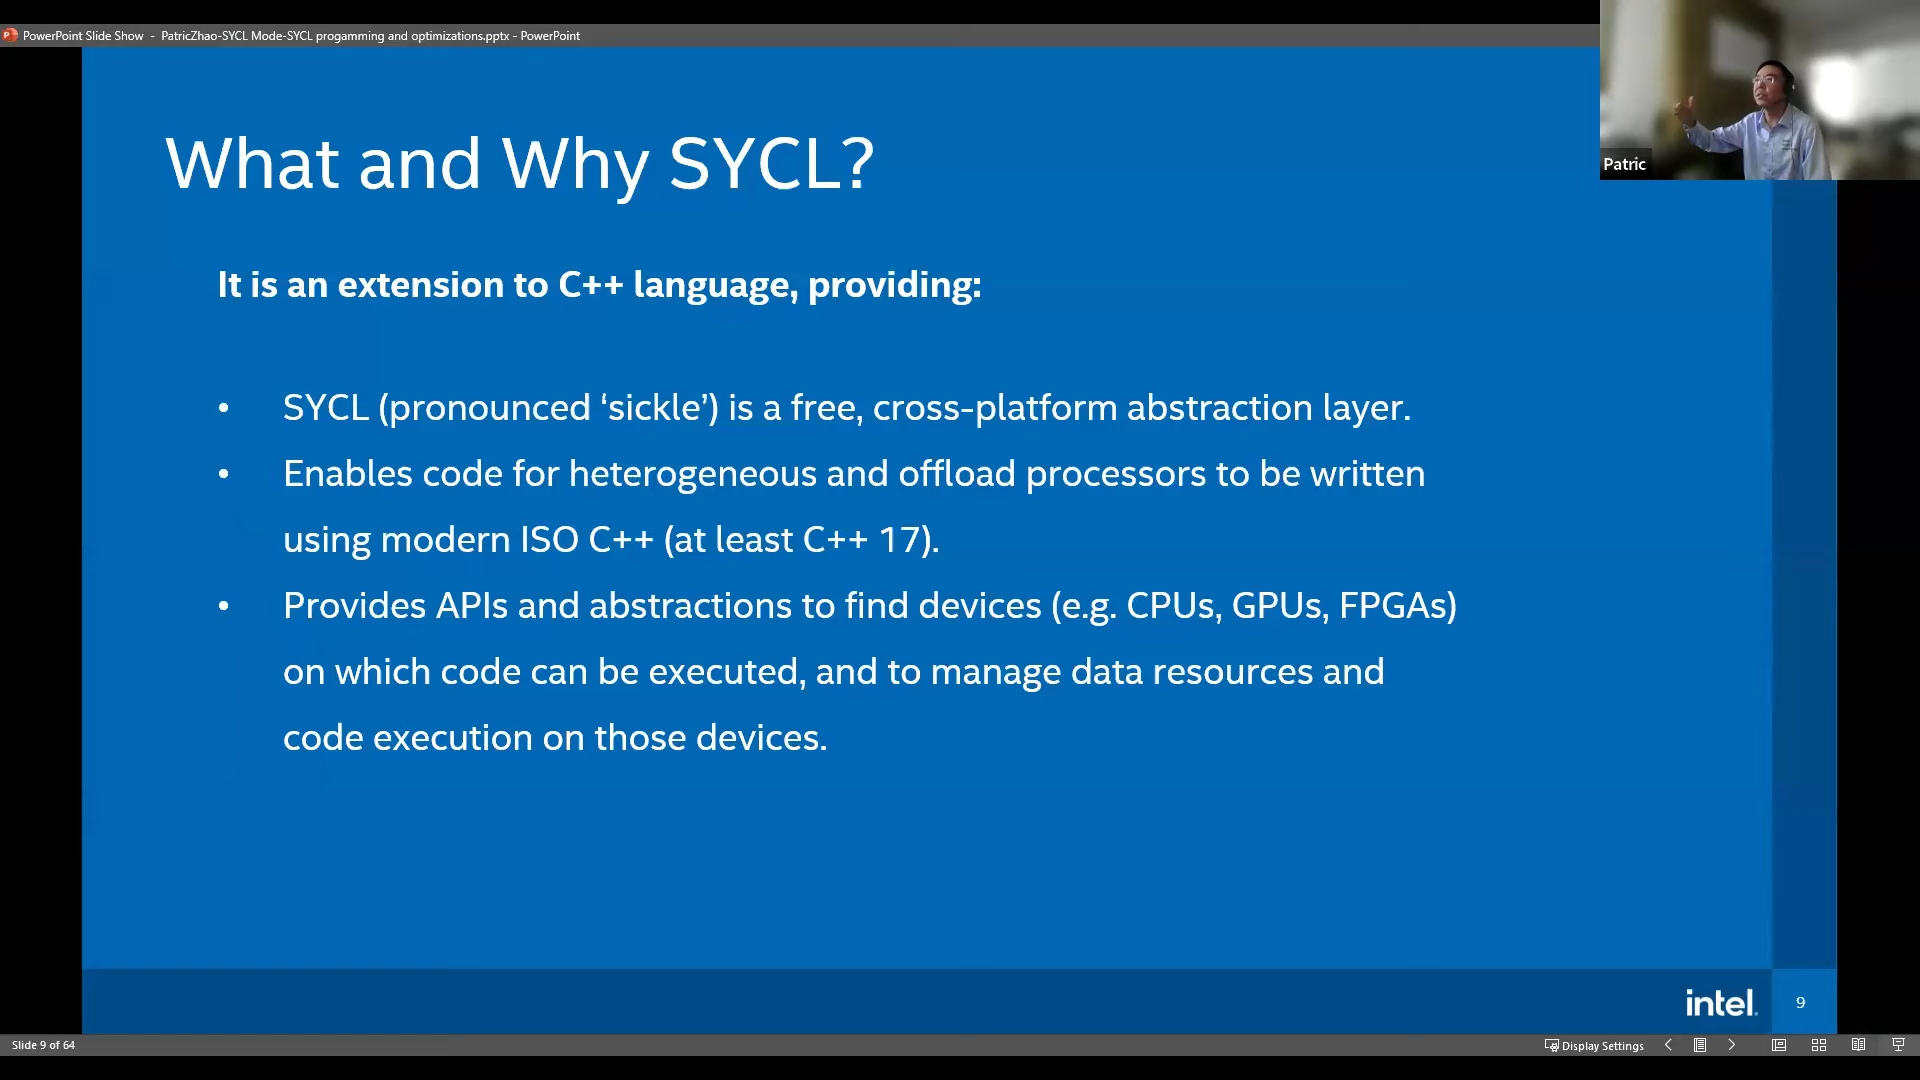 PowerPoint Slide Show - PatricZhao-SYCL Mode-SYCL progamming and optimizations.pptx - PowerPoint
Patric
What and Why SYCL?
It is an extension to C++ language, providing:
• SYCL (pronounced ‘sickle’) is a free, cross-platform abstraction layer.
• Enables code for heterogeneous and offload processors to be written
using modern ISO C++ (at least C++ 17).
• Provides APIs and abstractions to find devices (e.g. CPUs, GPUs, FPGAs)
on which code can be executed, and to manage data resources and
code execution on those devices.
intel.
9
Slide 9 of 64
Display Settings